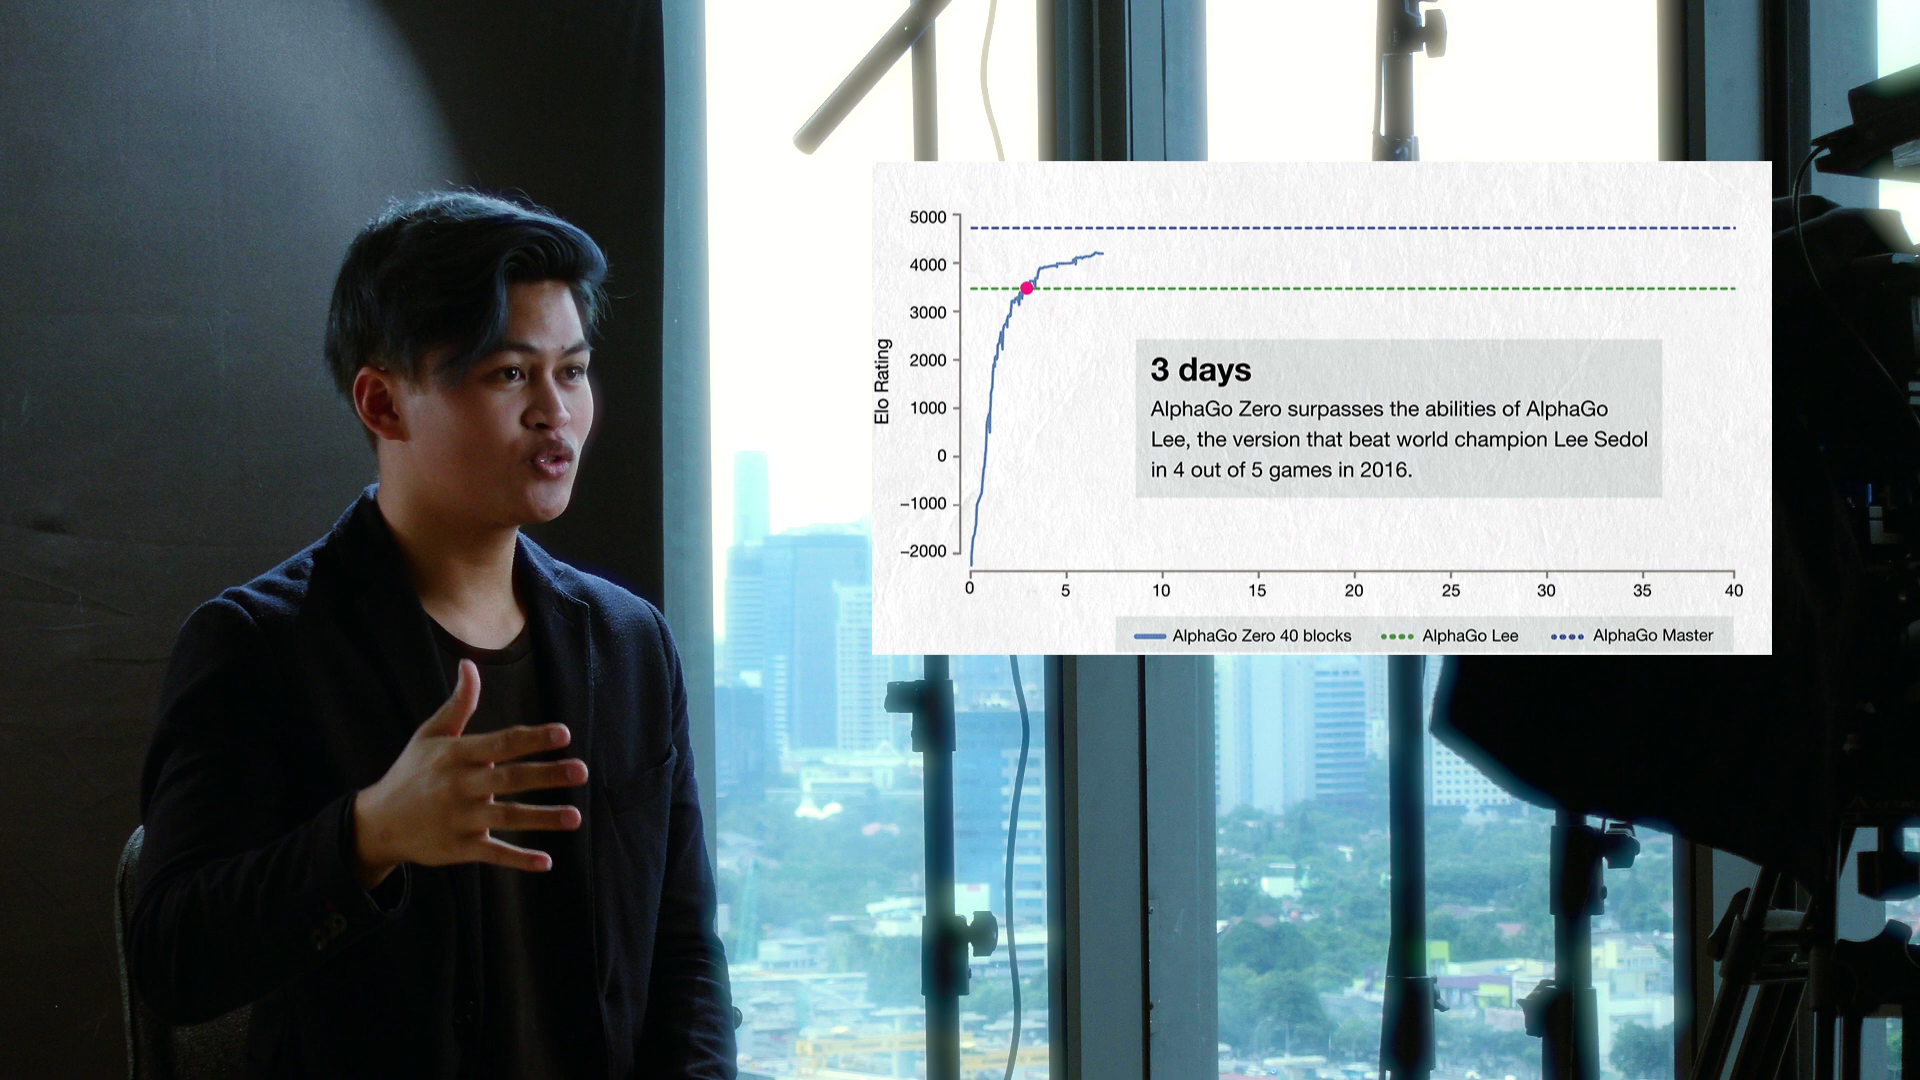 5000
4000
3000
2000
1000
0
−1000
−2000
Elo Rating
3 days
AlphaGo Zero surpasses the abilities of AlphaGo
Lee, the version that beat world champion Lee Sedol
in 4 out of 5 games in 2016.
0 5 10 15 20 25 30 35 40
AlphaGo Zero 40 blocks AlphaGo Lee AlphaGo Master